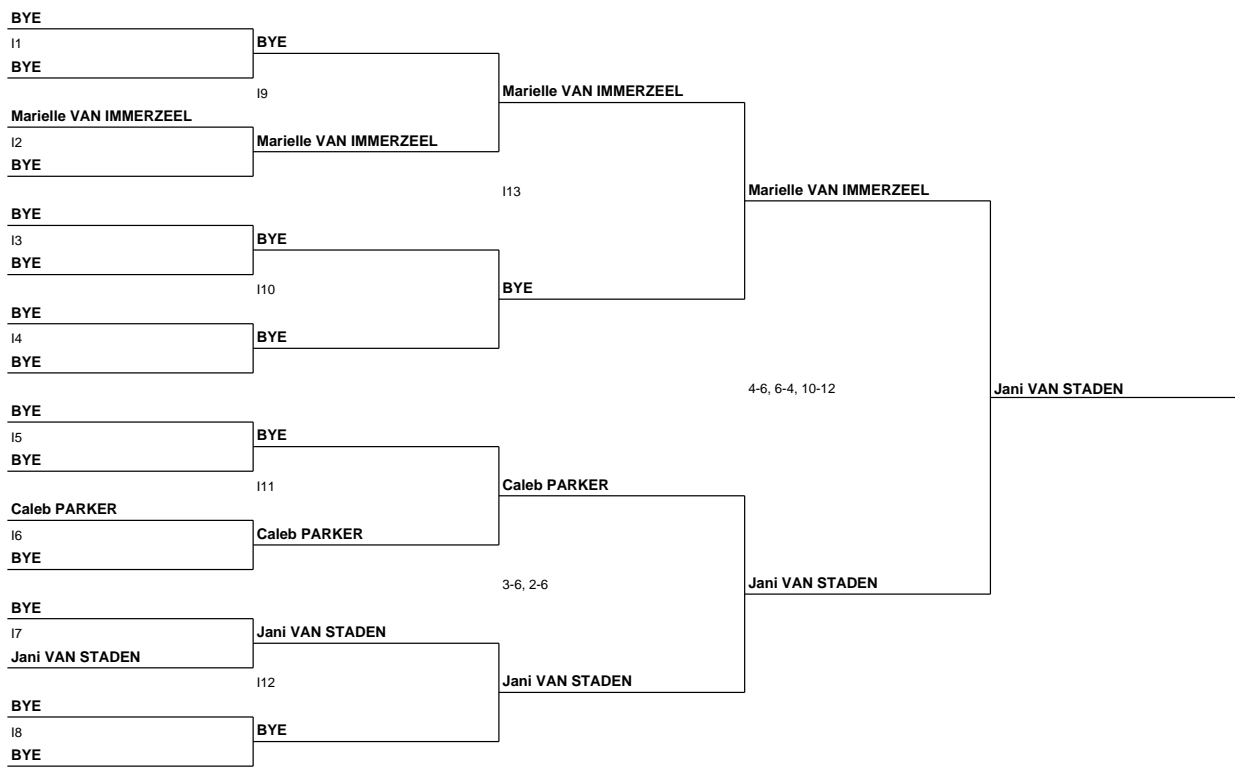 BYE
I1
BYE
BYE
I9
Marielle VAN IMMERZEEL
Marielle VAN IMMERZEEL
I2
Marielle VAN IMMERZEEL
BYE
I13
Marielle VAN IMMERZEEL
BYE
I3
BYE
BYE
I10
BYE
BYE
I4
BYE
BYE
4-6, 6-4, 10-12
Jani VAN STADEN
BYE
I5
BYE
BYE
I11
Caleb PARKER
Caleb PARKER
I6
Caleb PARKER
BYE
3-6, 2-6
Jani VAN STADEN
BYE
I7
Jani VAN STADEN
Jani VAN STADEN
I12
Jani VAN STADEN
BYE
I8
BYE
BYE